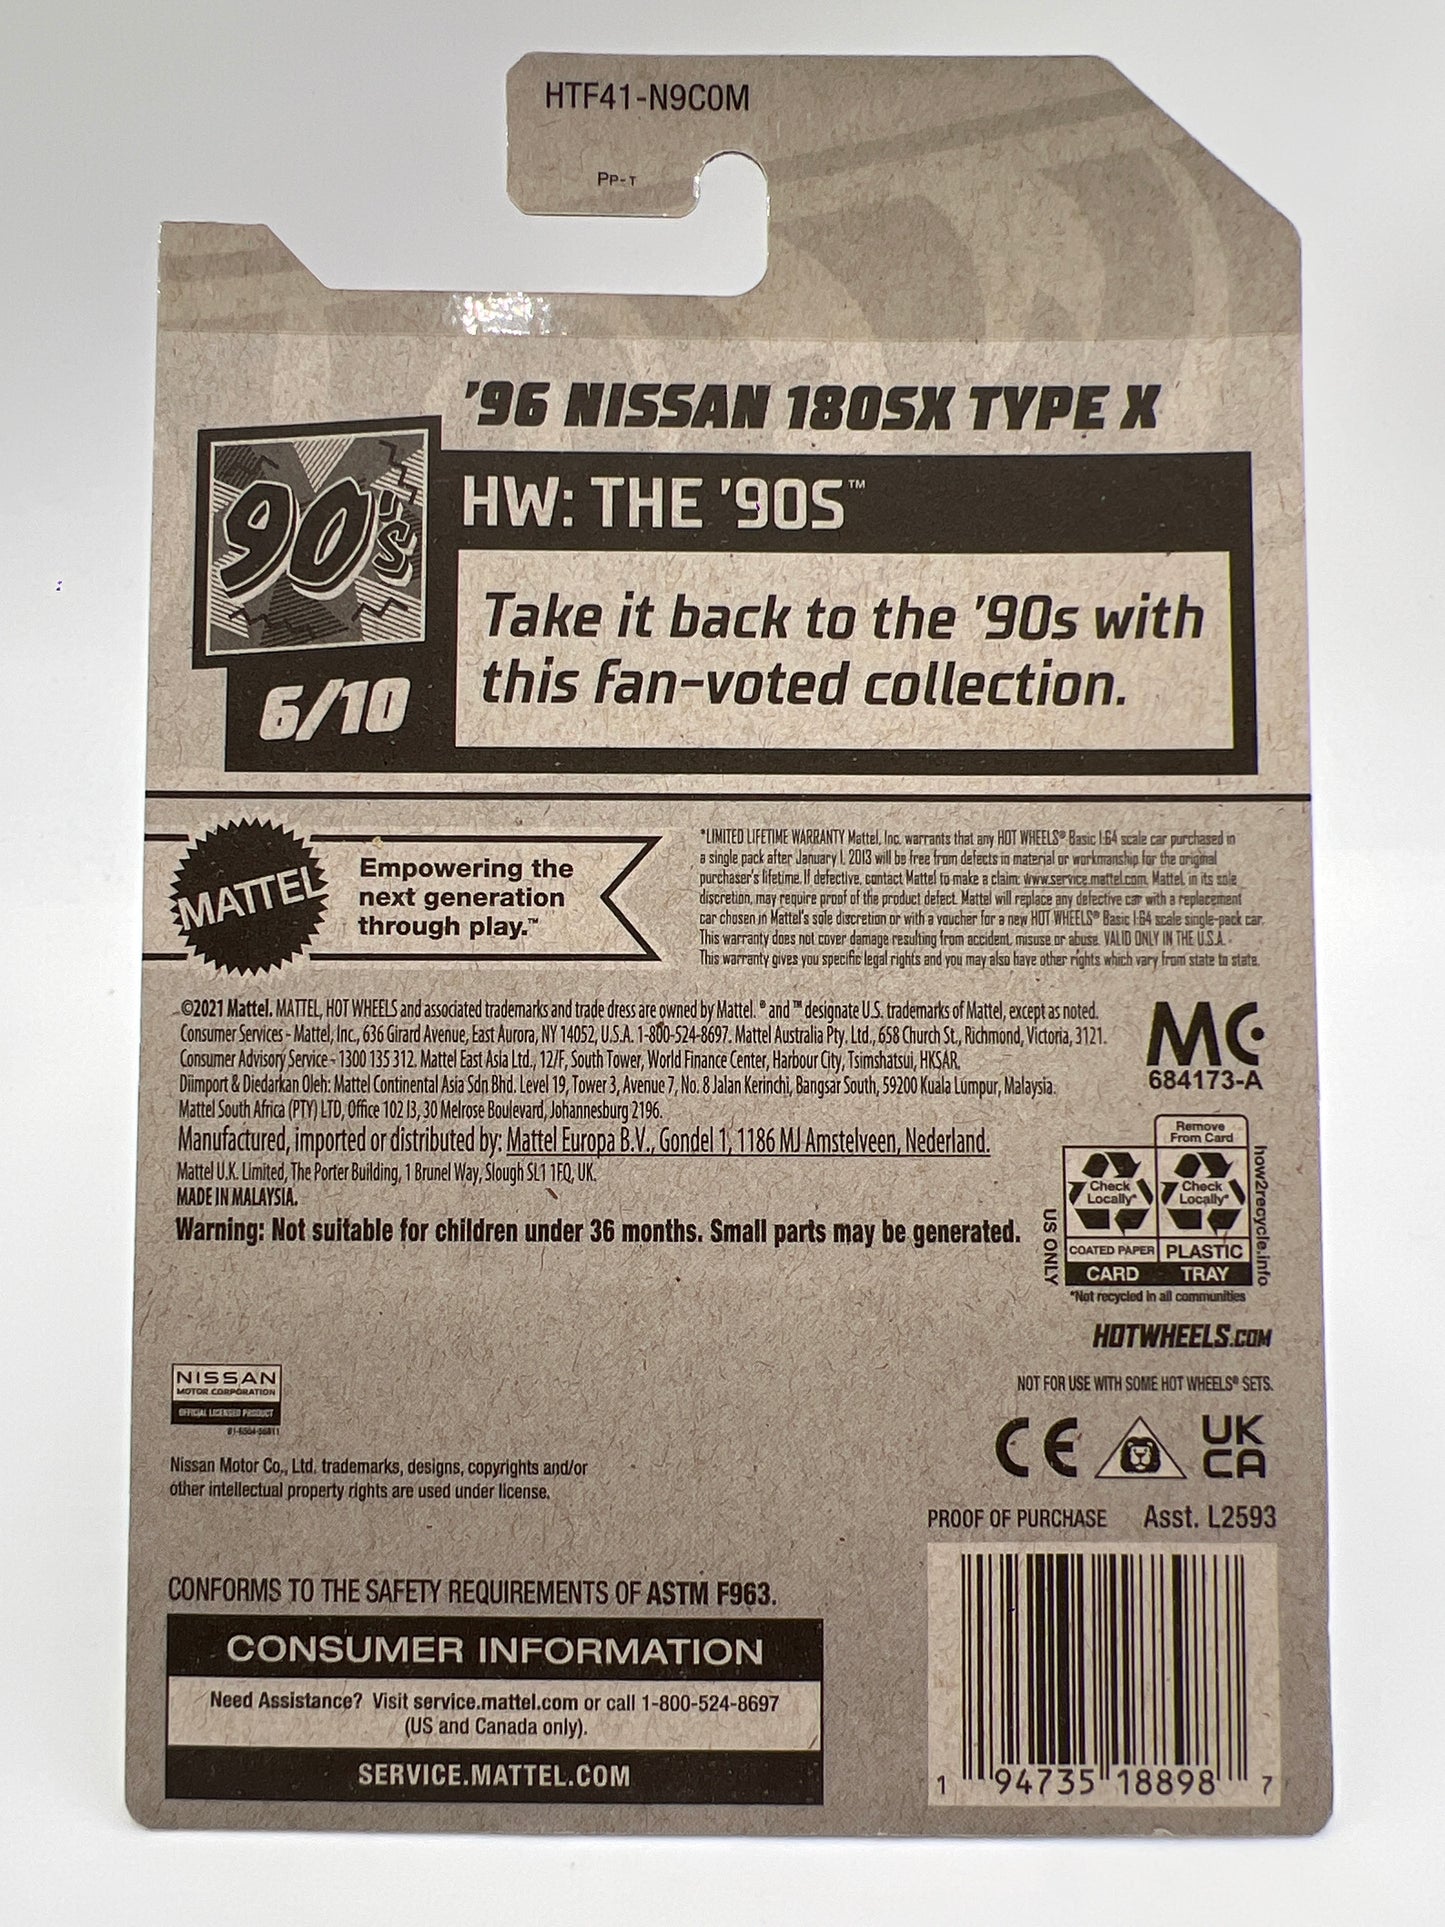 HTF41-N9C0M
PP-T
'96 NISSAN 180SX TYPE X
90's
HW: THE '90S™
Take it back to the '90s with
this fan-voted collection.
6/10
MATTEL
Empowering the
next generation
through play.™
*LIMITED LIFETIME WARRANTY Mattel, Inc. warrants that any HOT WHEELS® Basic 1:64 scale car purchased in
a single pack after January 1, 2013 will be free from defects in material or workmanship for the original
purchaser's lifetime. If defective, contact Mattel to make a claim: www.service.mattel.com. Mattel, in its sole
discretion, may require proof of the product defect. Mattel will replace any defective car with a replacement
car chosen in Mattel's sole discretion or with a voucher for a new HOT WHEELS® Basic 1:64 scale single-pack car.
This warranty does not cover damage resulting from accident, misuse or abuse. VALID ONLY IN THE U.S.A.
This warranty gives you specific legal rights and you may also have other rights which vary from state to state.
©2021 Mattel. MATTEL, HOT WHEELS and associated trademarks and trade dress are owned by Mattel. ® and ™ designate U.S. trademarks of Mattel, except as noted.
Consumer Services - Mattel, Inc., 636 Girard Avenue, East Aurora, NY 14052, U.S.A. 1-800-524-8697. Mattel Australia Pty. Ltd., 658 Church St., Richmond, Victoria, 3121.
Consumer Advisory Service - 1300 135 312. Mattel East Asia Ltd., 12/F, South Tower, World Finance Center, Harbour City, Tsimshatsui, HKSAR.
Diimport & Diedarkan Oleh: Mattel Continental Asia Sdn Bhd. Level 19, Tower 3, Avenue 7, No. 8 Jalan Kerinchi, Bangsar South, 59200 Kuala Lumpur, Malaysia.
Mattel South Africa (PTY) LTD, Office 102 I3, 30 Melrose Boulevard, Johannesburg 2196.
Manufactured, imported or distributed by: Mattel Europa B.V., Gondel 1, 1186 MJ Amstelveen, Nederland.
Mattel U.K. Limited, The Porter Building, 1 Brunel Way, Slough SL1 1FQ, UK.
MADE IN MALAYSIA.
Warning: Not suitable for children under 36 months. Small parts may be generated.
MC
684173-A
Remove
From Card
Check
Locally*
Check
Locally*
COATED PAPER
PLASTIC
CARD
TRAY
US ONLY
how2recycle.info
*Not recycled in all communities
HOTWHEELS.COM
NOT FOR USE WITH SOME HOT WHEELS® SETS.
CE
UK
CA
NISSAN
MOTOR CORPORATION
OFFICIAL LICENSED PRODUCT
Nissan Motor Co., Ltd. trademarks, designs, copyrights and/or
other intellectual property rights are used under license.
PROOF OF PURCHASE
Asst. L2593
CONFORMS TO THE SAFETY REQUIREMENTS OF ASTM F963.
CONSUMER INFORMATION
Need Assistance? Visit service.mattel.com or call 1-800-524-8697
(US and Canada only).
SERVICE.MATTEL.COM
1 94735 18898 7